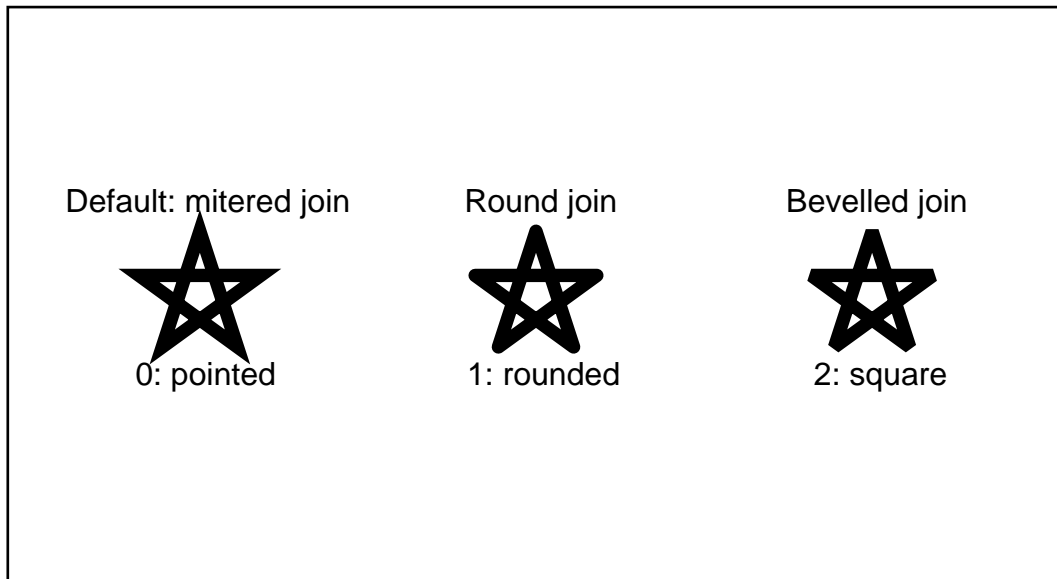 Default: mitered join
Round join
Bevelled join
0: pointed
1: rounded
2: square